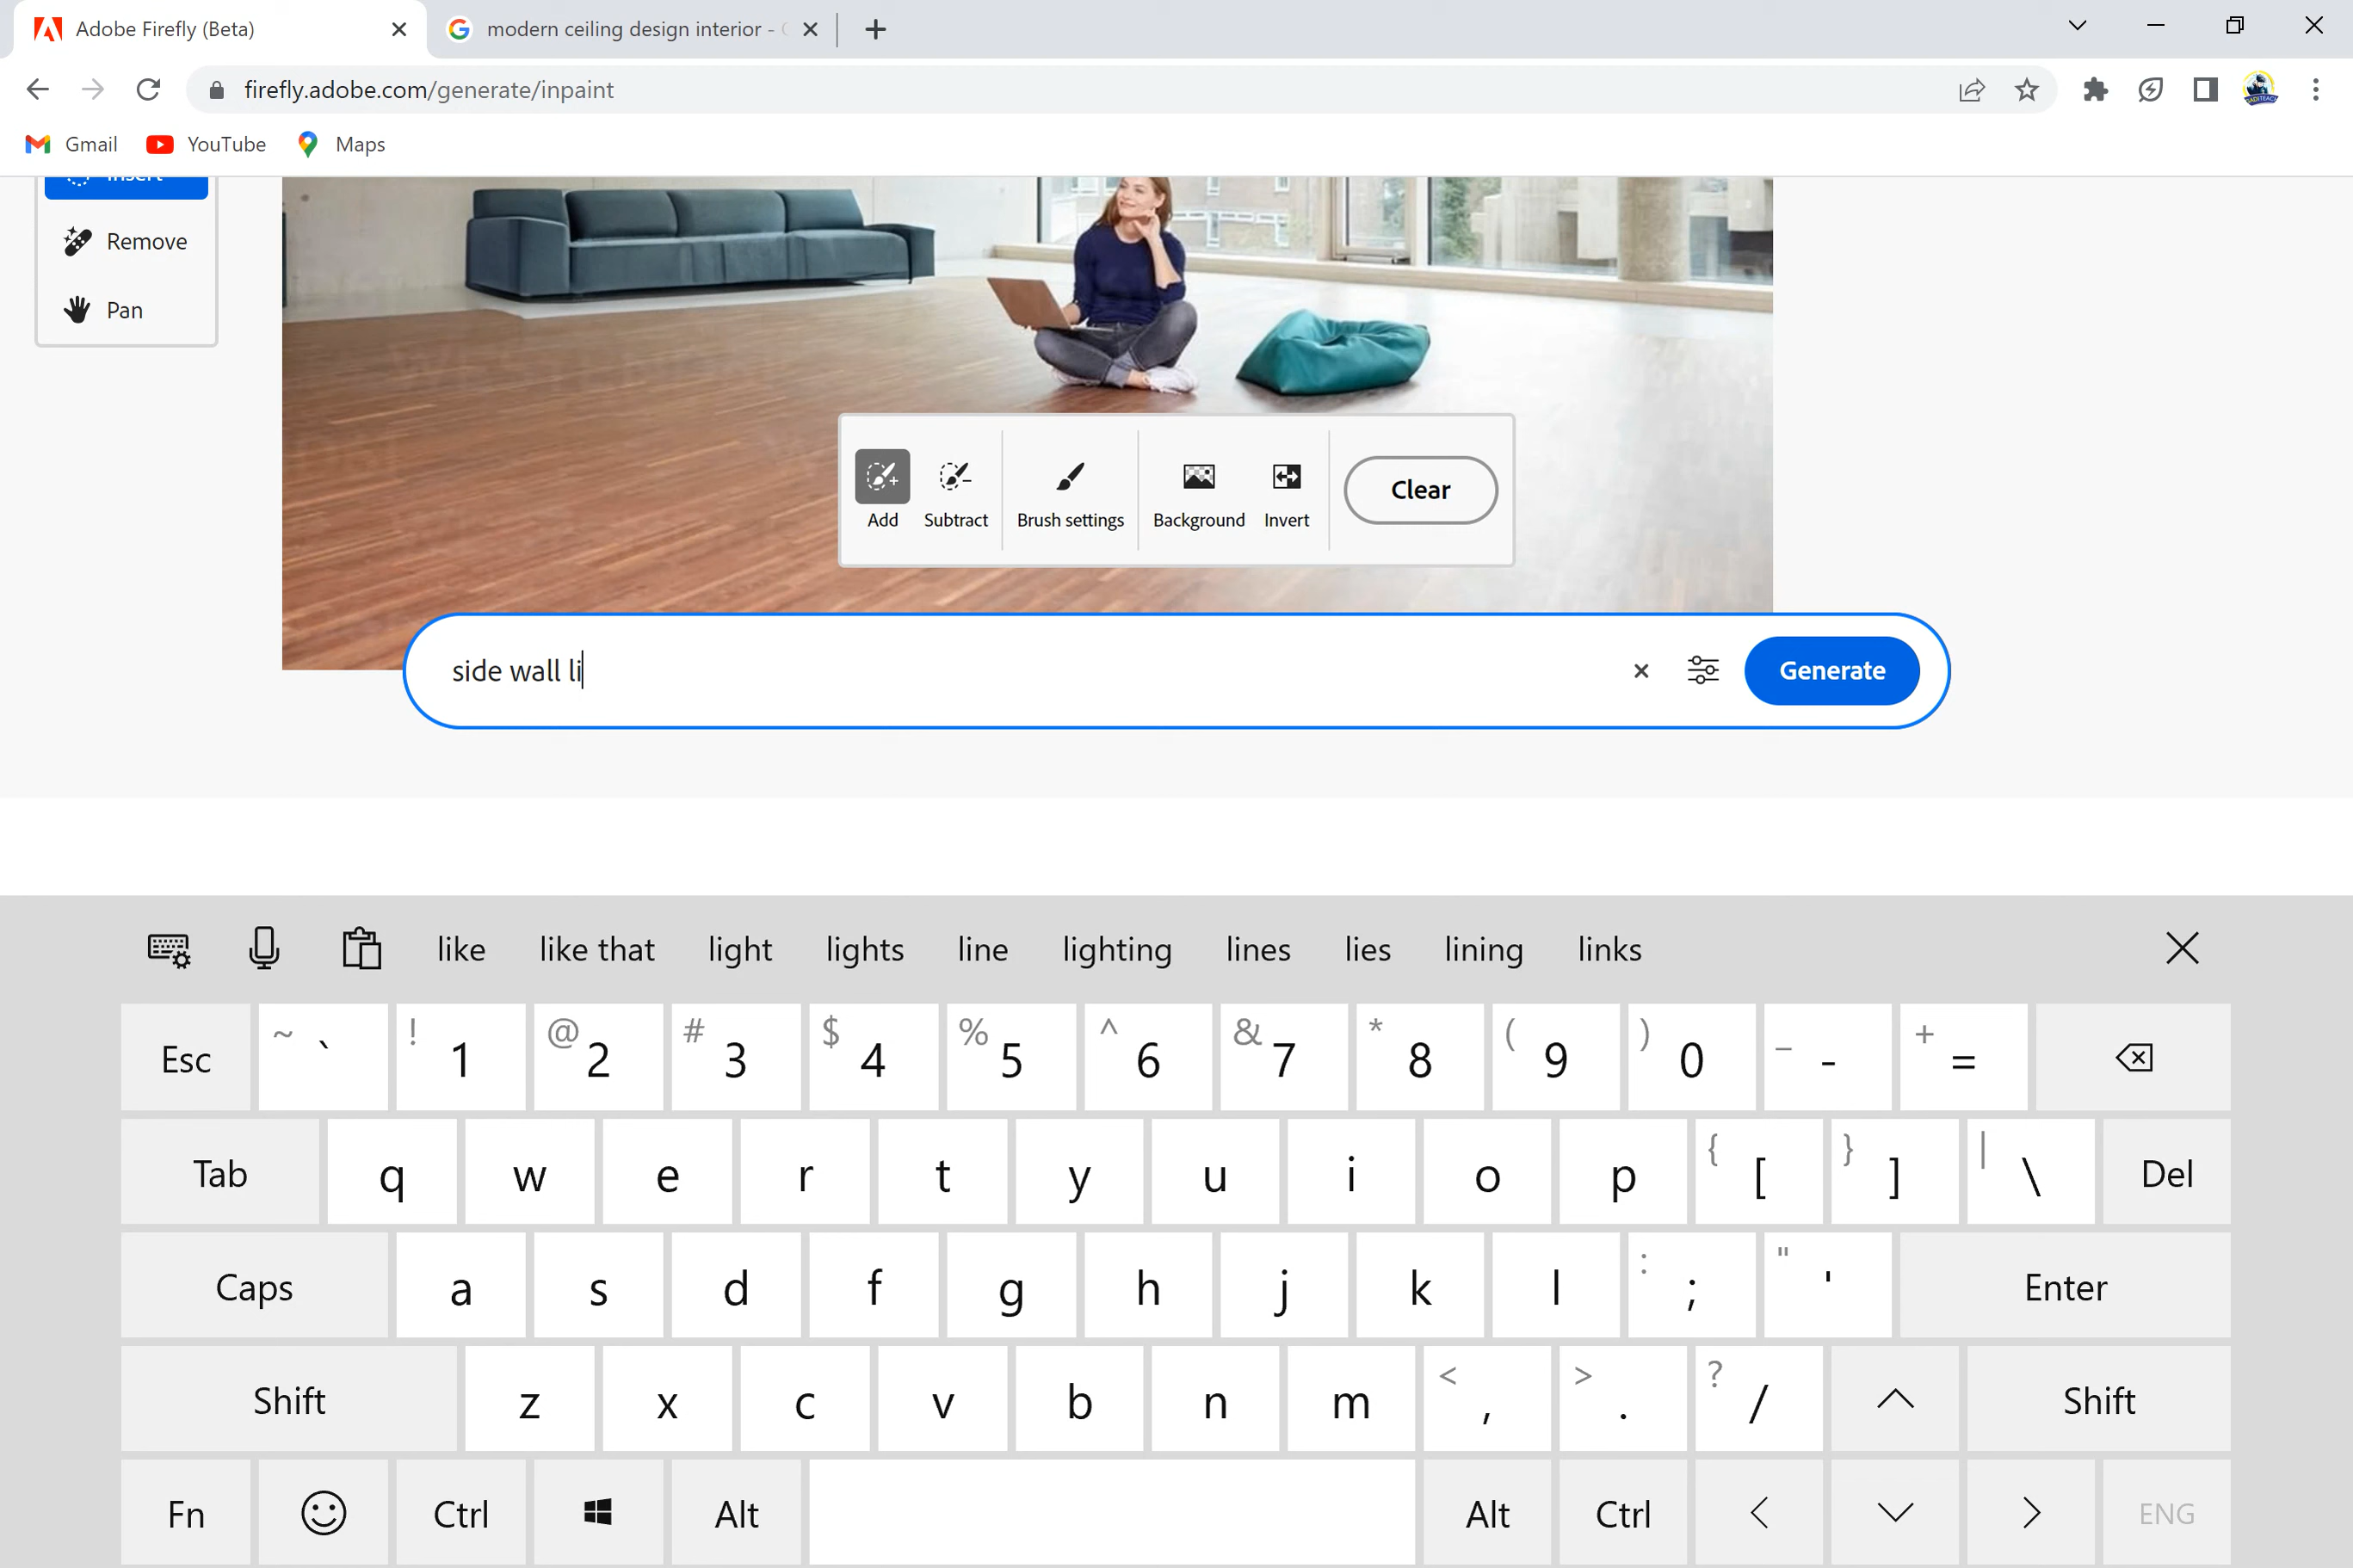 Adobe Firefly (Beta)
modern ceiling design interior -
firefly.adobe.com/generate/inpaint
Gmail
YouTube
Maps
Insert
Remove
Pan
Add
Subtract
Brush settings
Background
Invert
Clear
side wall li
Generate
like like that light lights line lighting lines lies lining links
Esc ~ ` ! 1 @ 2 # 3 $ 4 % 5 ^ 6 & 7 * 8 ( 9 ) 0 _ - + =
Tab q w e r t y u i o p { [ } ] | \ Del
Caps a s d f g h j k l : ; " ' Enter
Shift z x c v b n m < , > . ? / Shift
Fn Ctrl Alt Alt Ctrl ENG